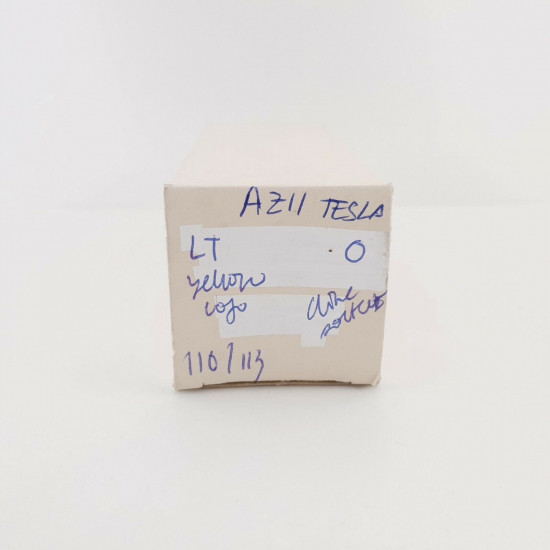 AZ11 TESLA
LT O
yellow
logo
110/113